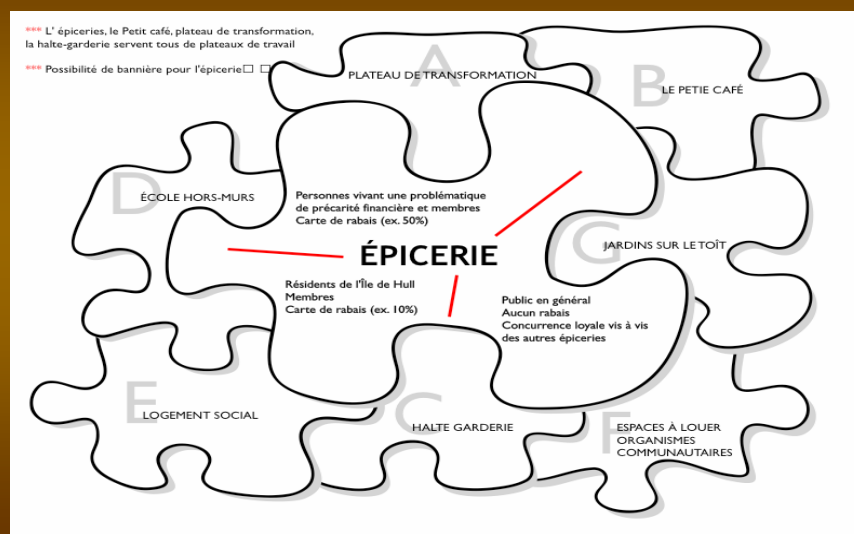 *** L' épiceries, le Petit café, plateau de transformation,
la halte-garderie servent tous de plateaux de travail
*** Possibilité de bannière pour l'épicerie□ □
A
PLATEAU DE TRANSFORMATION
B
LE PETIE CAFÉ
D
ÉCOLE HORS-MURS
Personnes vivant une problématique
de précarité financière et membres
Carte de rabais (ex. 50%)
G
JARDINS SUR LE TOÎT
ÉPICERIE
Résidents de l'Île de Hull
Membres
Carte de rabais (ex. 10%)
Public en général
Aucun rabais
Concurrence loyale vis à vis
des autres épiceries
E
LOGEMENT SOCIAL
C
HALTE GARDERIE
F
ESPACES À LOUER
ORGANISMES
COMMUNAUTAIRES